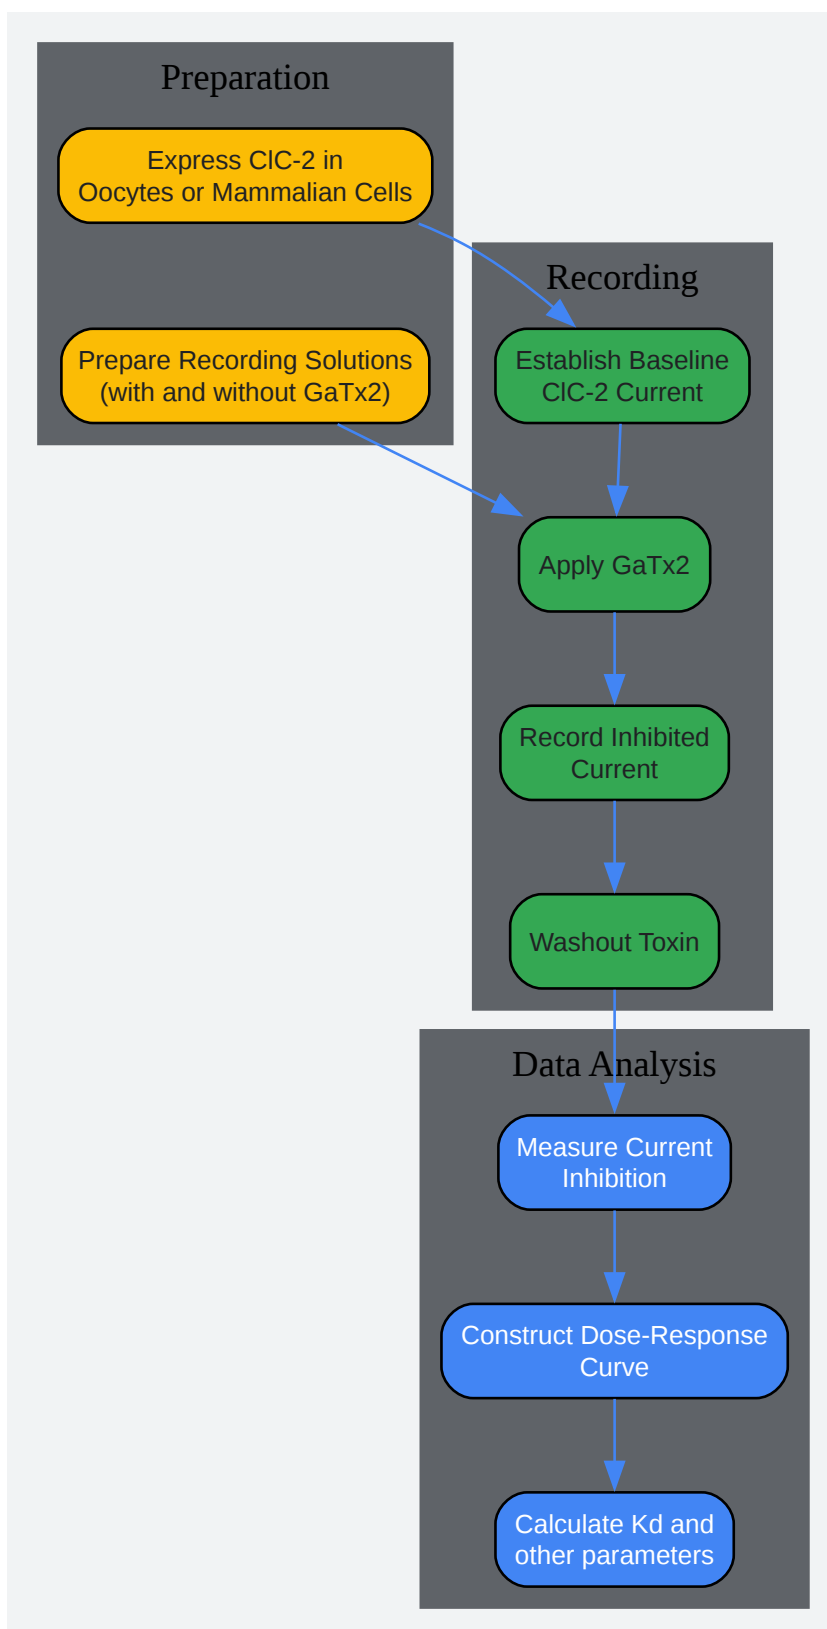 Preparation
Express ClC-2 in
Oocytes or Mammalian Cells
Prepare Recording Solutions
(with and without GaTx2)
Recording
Establish Baseline
ClC-2 Current
Apply GaTx2
Record Inhibited
Current
Washout Toxin
Data Analysis
Measure Current
Inhibition
Construct Dose-Response
Curve
Calculate Kd and
other parameters